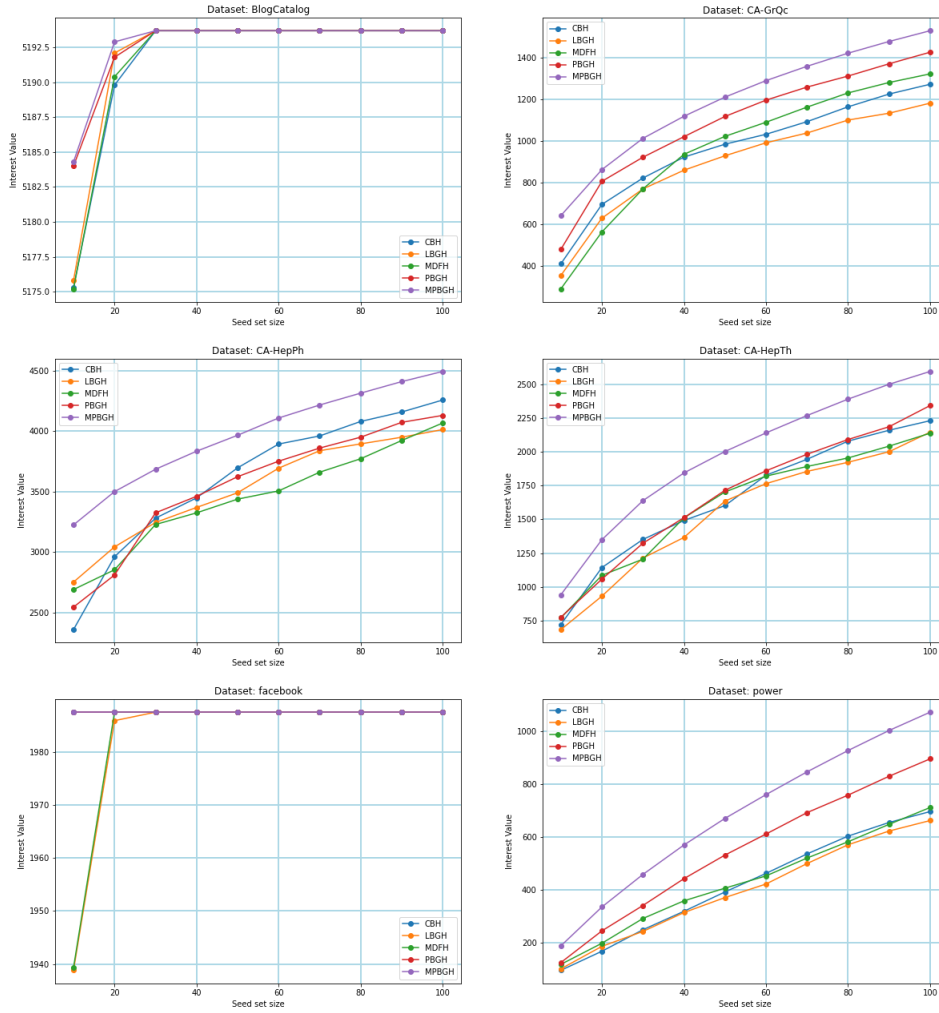 Dataset: BlogCatalog
Interest Value
5192.5
5190.0
5187.5
5185.0
5182.5
5180.0
5177.5
5175.0
CBH
LBGH
MDFH
PBGH
MPBGH
20
40
60
80
100
Seed set size
Dataset: CA-GrQc
Interest Value
1400
1200
1000
800
600
400
CBH
LBGH
MDFH
PBGH
MPBGH
20
40
60
80
100
Seed set size
Dataset: CA-HepPh
Interest Value
4500
4000
3500
3000
2500
CBH
LBGH
MDFH
PBGH
MPBGH
20
40
60
80
100
Seed set size
Dataset: CA-HepTh
Interest Value
2500
2250
2000
1750
1500
1250
1000
750
CBH
LBGH
MDFH
PBGH
MPBGH
20
40
60
80
100
Seed set size
Dataset: facebook
Interest Value
1980
1970
1960
1950
1940
CBH
LBGH
MDFH
PBGH
MPBGH
20
40
60
80
100
Seed set size
Dataset: power
Interest Value
1000
800
600
400
200
CBH
LBGH
MDFH
PBGH
MPBGH
20
40
60
80
100
Seed set size